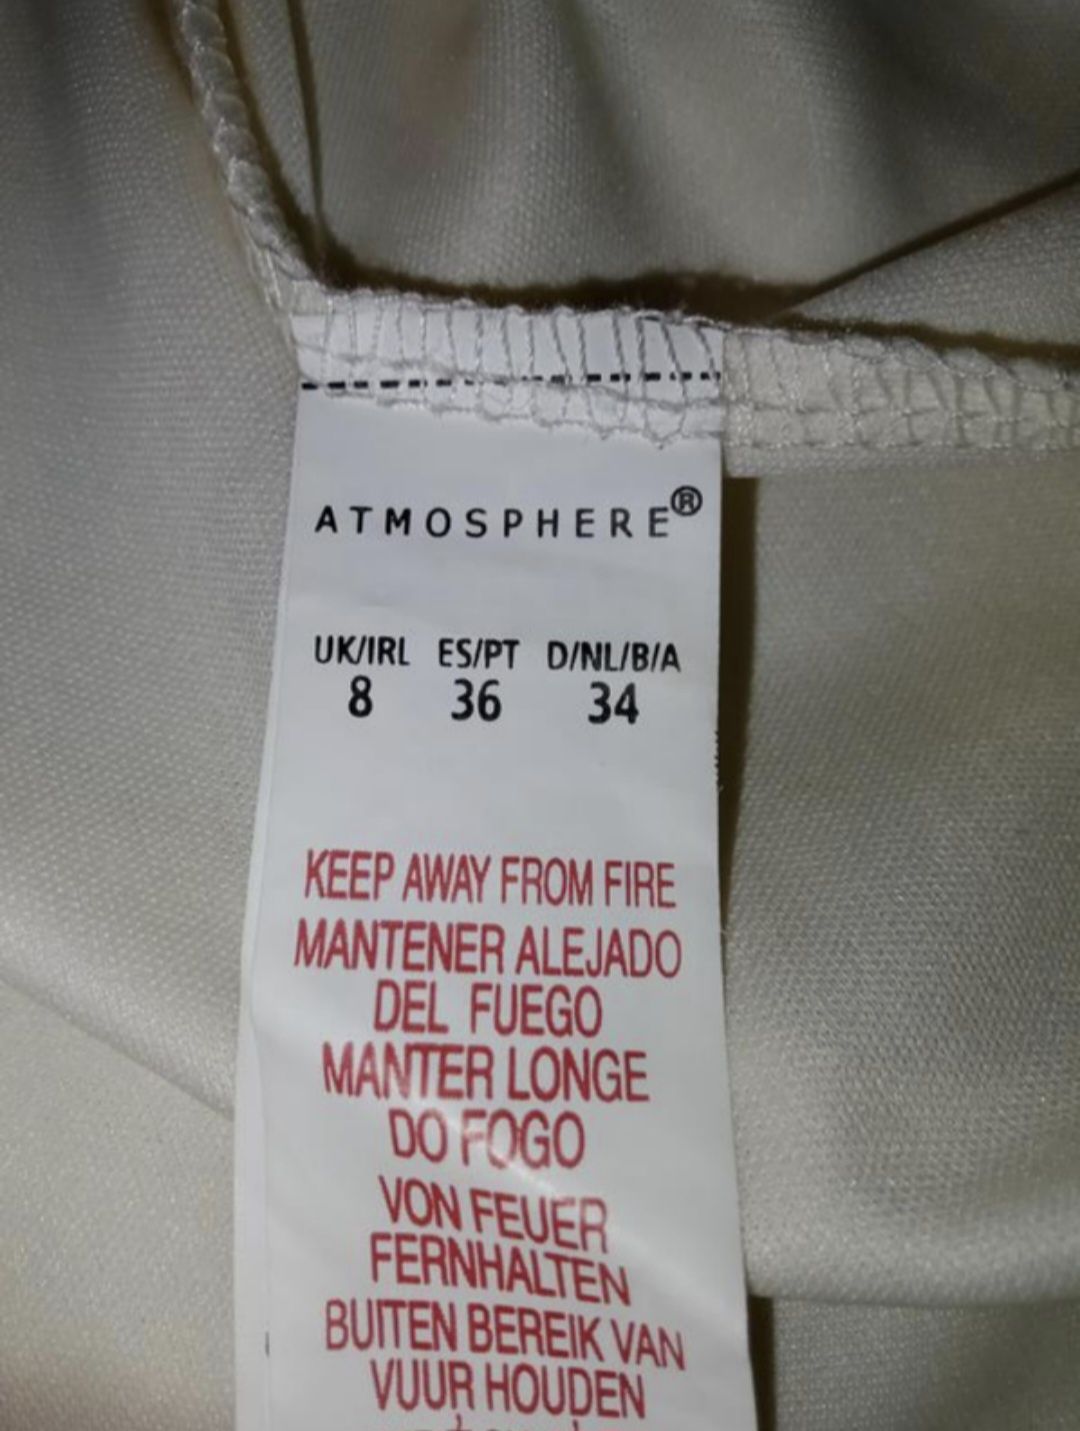 ATMOSPHERE®
UK/IRL ES/PT D/NL/B/A
8 36 34
KEEP AWAY FROM FIRE
MANTENER ALEJADO
DEL FUEGO
MANTER LONGE
DO FOGO
VON FEUER
FERNHALTEN
BUITEN BEREIK VAN
VUUR HOUDEN